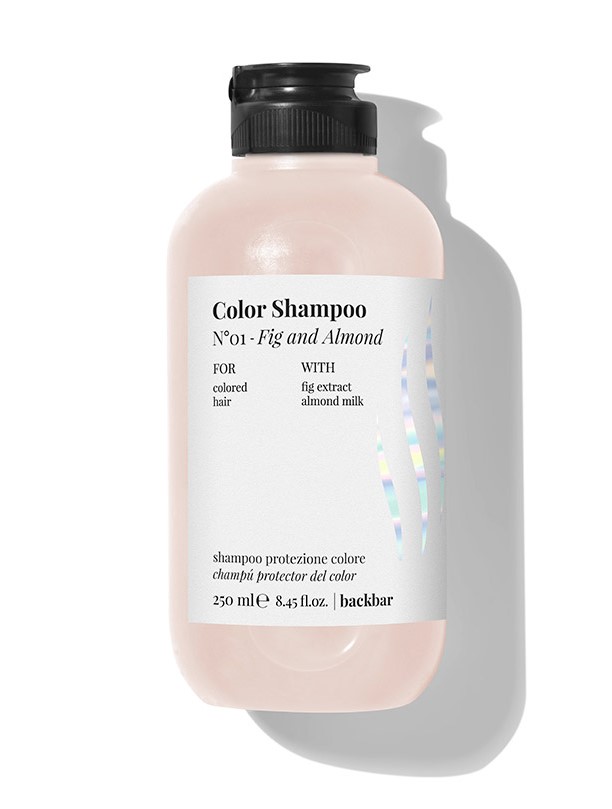 Color Shampoo
N°01 - Fig and Almond
FOR
colored
hair
WITH
fig extract
almond milk
shampoo protezione colore
champú protector del color
250 ml ℮ 8.45 fl.oz. | backbar